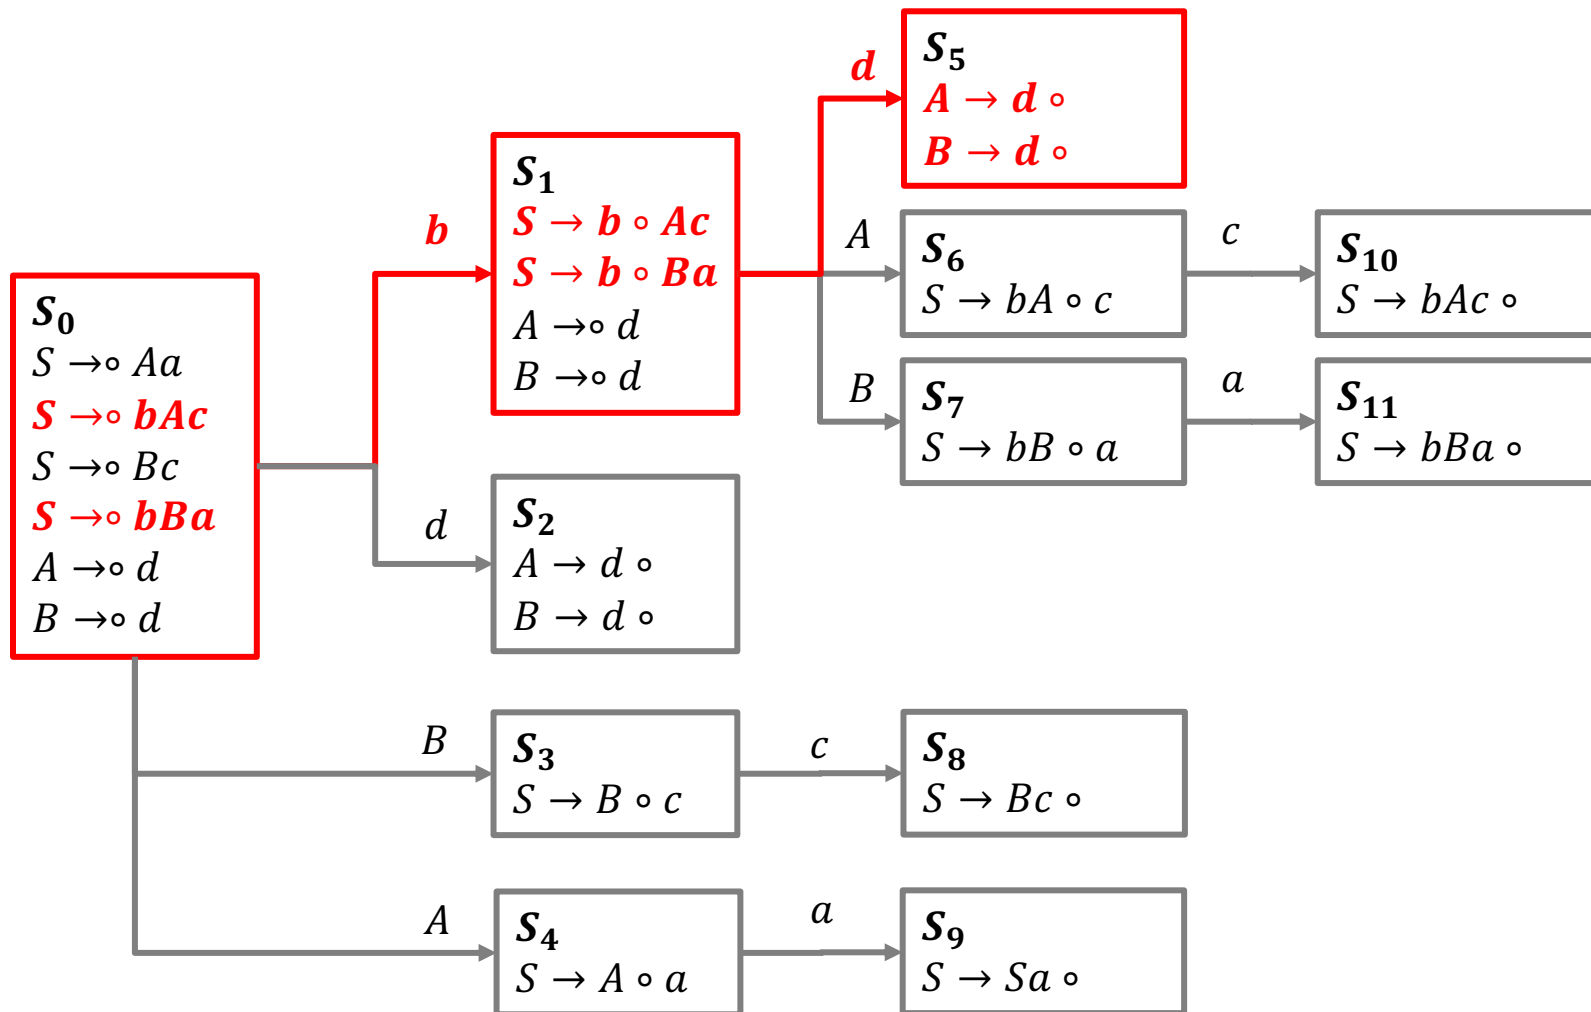 S₀
S →∘ Aa
S →∘ bAc
S →∘ Bc
S →∘ bBa
A →∘ d
B →∘ d
b
S₁
S → b ∘ Ac
S → b ∘ Ba
A →∘ d
B →∘ d
d
S₂
A → d ∘
B → d ∘
B
S₃
S → B ∘ c
A
S₄
S → A ∘ a
d
S₅
A → d ∘
B → d ∘
A
S₆
S → bA ∘ c
B
S₇
S → bB ∘ a
c
S₈
S → Bc ∘
a
S₉
S → Sa ∘
c
S₁₀
S → bAc ∘
a
S₁₁
S → bBa ∘